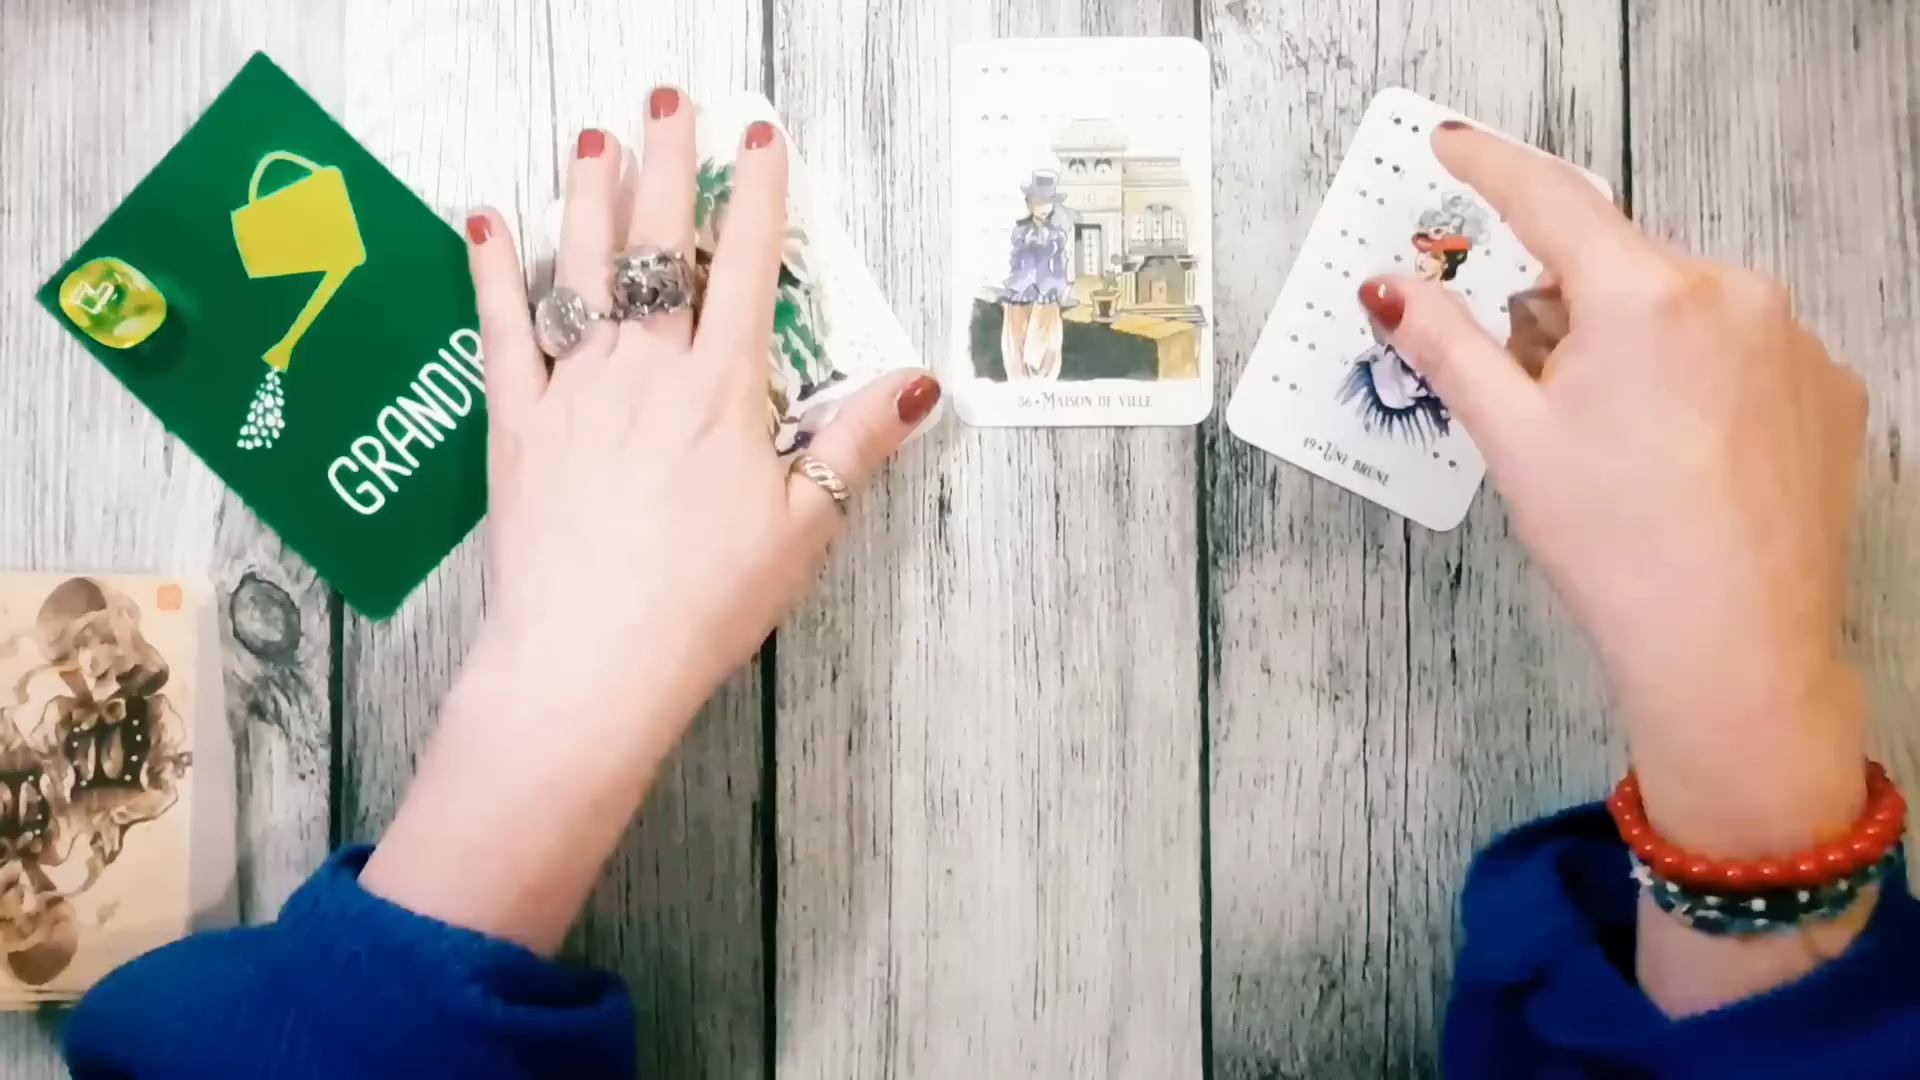 GRANDIR
36 • MAISON DE VILLE
49 • UNE BRUNE